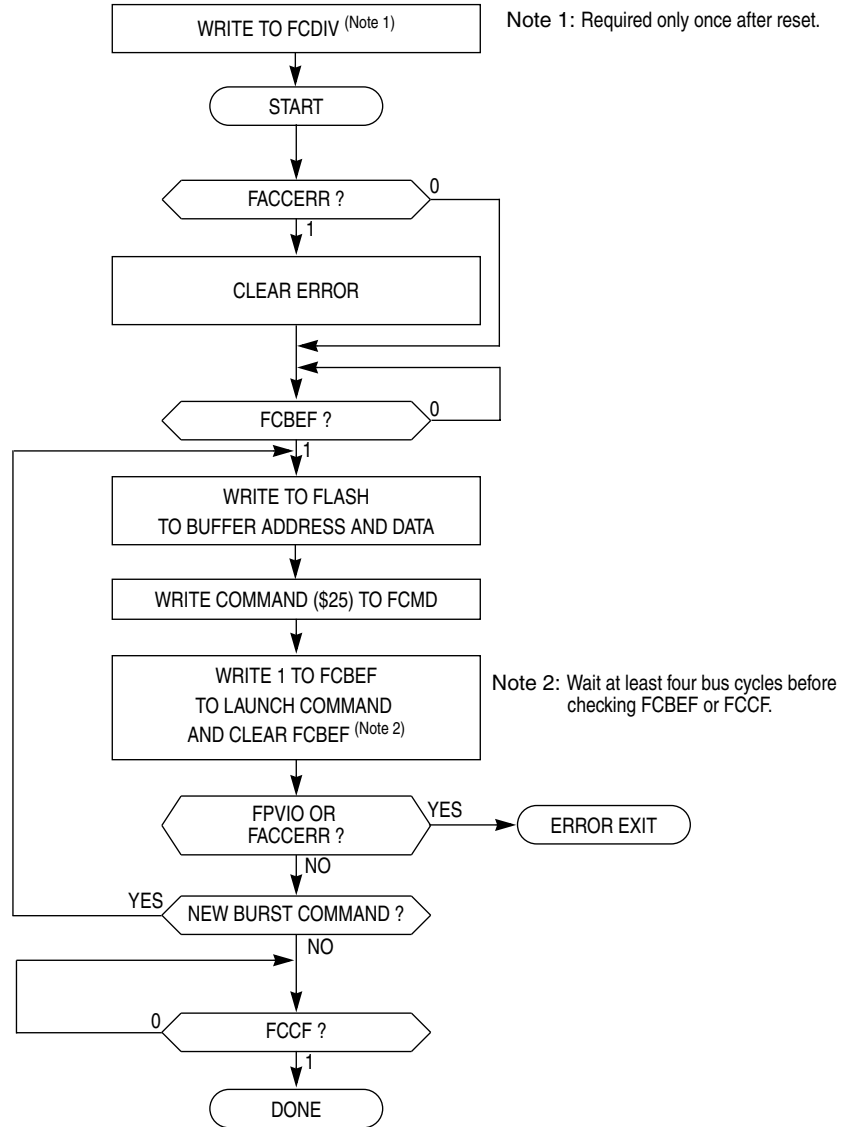 WRITE TO FCDIV (Note 1)
Note 1: Required only once after reset.
START
FACCERR ?
0
1
CLEAR ERROR
FCBEF ?
0
1
WRITE TO FLASH
TO BUFFER ADDRESS AND DATA
WRITE COMMAND ($25) TO FCMD
WRITE 1 TO FCBEF
TO LAUNCH COMMAND
AND CLEAR FCBEF (Note 2)
Note 2: Wait at least four bus cycles before
checking FCBEF or FCCF.
FPVIO OR
FACCERR ?
YES
ERROR EXIT
NO
YES
NEW BURST COMMAND ?
NO
0
FCCF ?
1
DONE